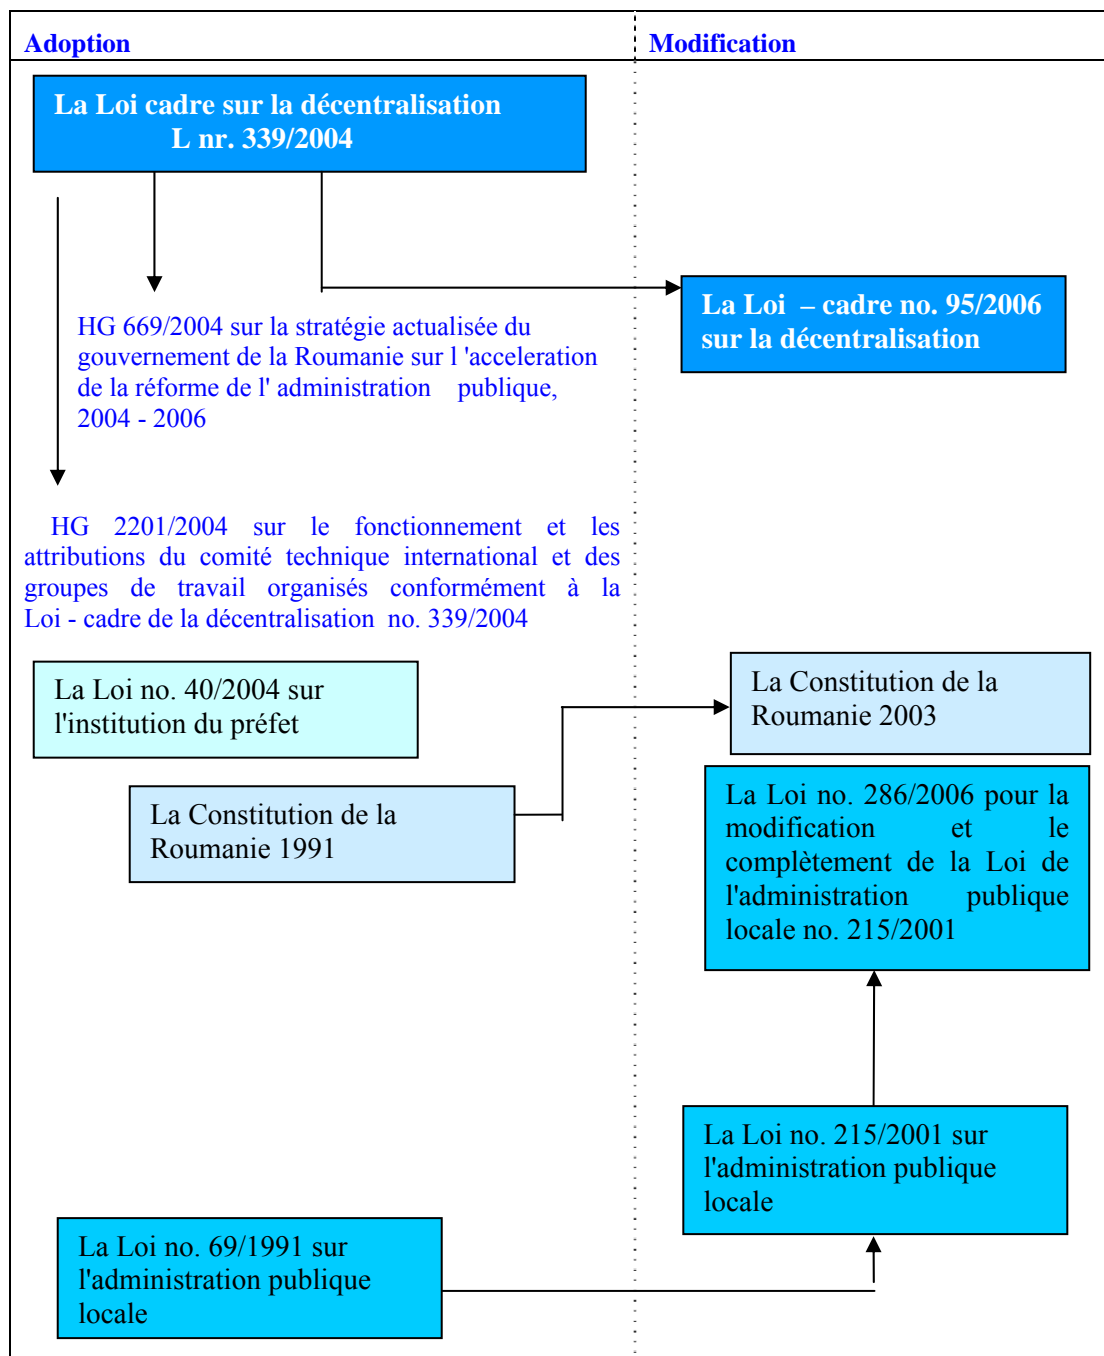 Adoption
Modification
La Loi cadre sur la décentralisation
L nr. 339/2004
La Loi – cadre no. 95/2006
sur la décentralisation
HG 669/2004 sur la stratégie actualisée du
gouvernement de la Roumanie sur l 'acceleration
de la réforme de l' administration publique,
2004 - 2006
HG 2201/2004 sur le fonctionnement et les
attributions du comité technique international et des
groupes de travail organisés conformément à la
Loi - cadre de la décentralisation no. 339/2004
La Loi no. 40/2004 sur
l'institution du préfet
La Constitution de la
Roumanie 2003
La Constitution de la
Roumanie 1991
La Loi no. 286/2006 pour la
modification et le
complètement de la Loi de
l'administration publique
locale no. 215/2001
La Loi no. 215/2001 sur
l'administration publique
locale
La Loi no. 69/1991 sur
l'administration publique
locale